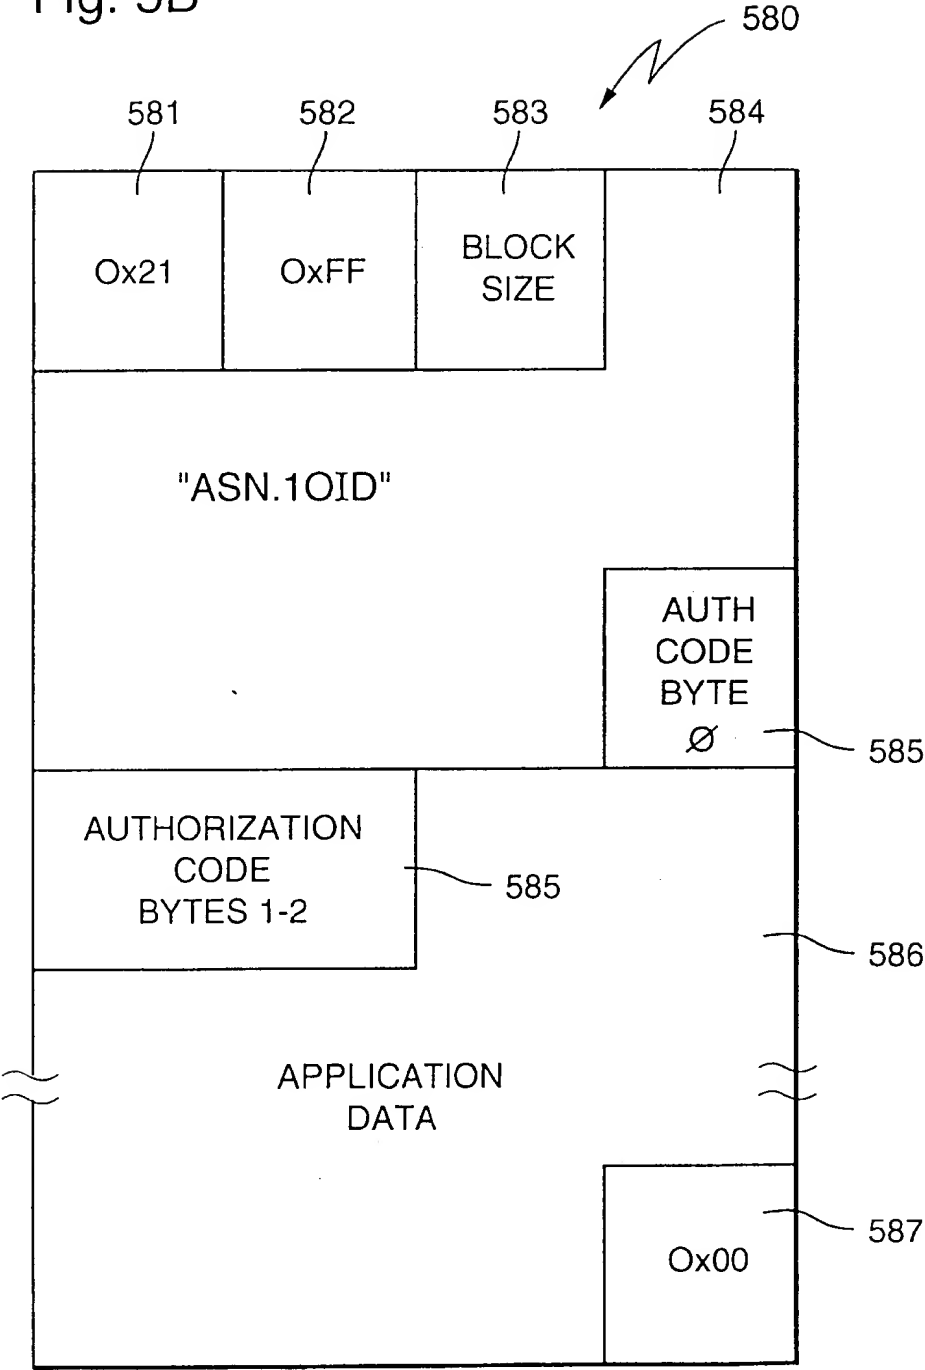 Fig. 5B
580
581
582
583
584
Ox21
OxFF
BLOCK
SIZE
"ASN.1OID"
AUTH
CODE
BYTE
Ø
585
AUTHORIZATION
CODE
BYTES 1-2
585
586
APPLICATION
DATA
587
Ox00